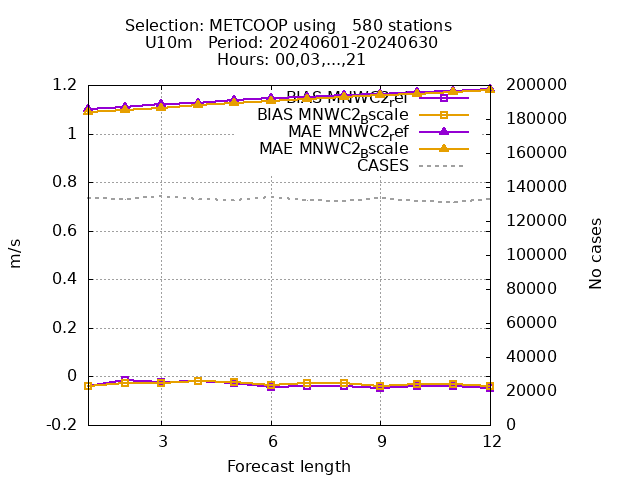 Selection: METCOOP using   580 stations
U10m   Period: 20240601-20240630
Hours: 00,03,...,21
1.2
1
0.8
0.6
0.4
0.2
0
-0.2
m/s
BIAS MNWC2_ref
BIAS MNWC2_Bscale
MAE MNWC2_ref
MAE MNWC2_Bscale
CASES
200000
180000
160000
140000
120000
100000
80000
60000
40000
20000
0
No cases
3
6
9
12
Forecast length